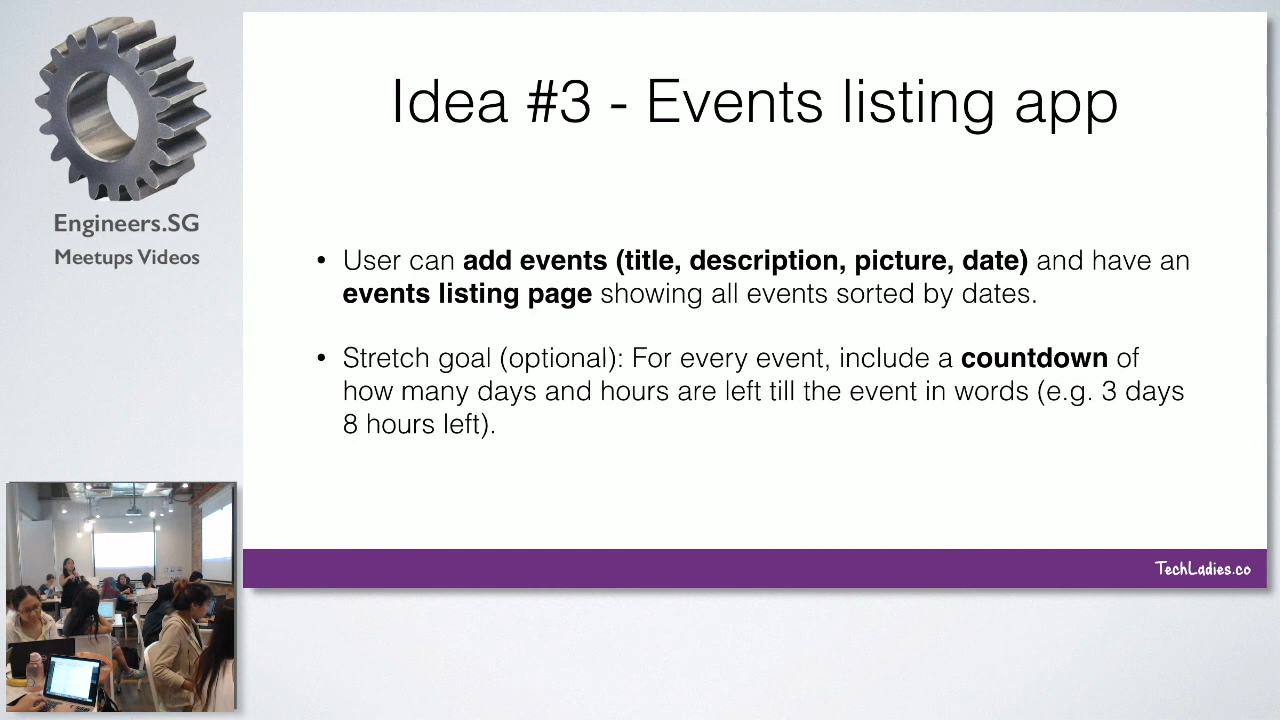 Engineers.SG
Meetups Videos
Idea #3 - Events listing app
• User can add events (title, description, picture, date) and have an
events listing page showing all events sorted by dates.
• Stretch goal (optional): For every event, include a countdown of
how many days and hours are left till the event in words (e.g. 3 days
8 hours left).
TechLadies.co